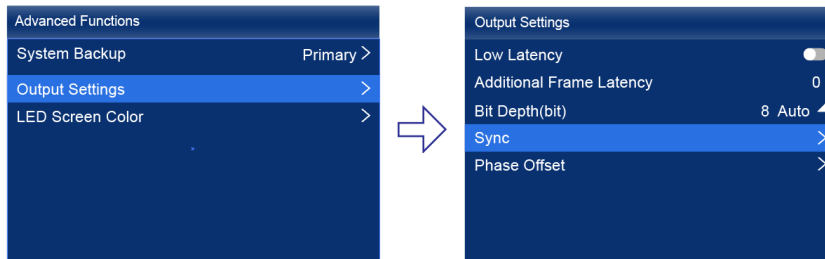 Advanced Functions
System Backup Primary >
Output Settings >
LED Screen Color >
Output Settings
Low Latency
Additional Frame Latency 0
Bit Depth(bit) 8 Auto
Sync >
Phase Offset >